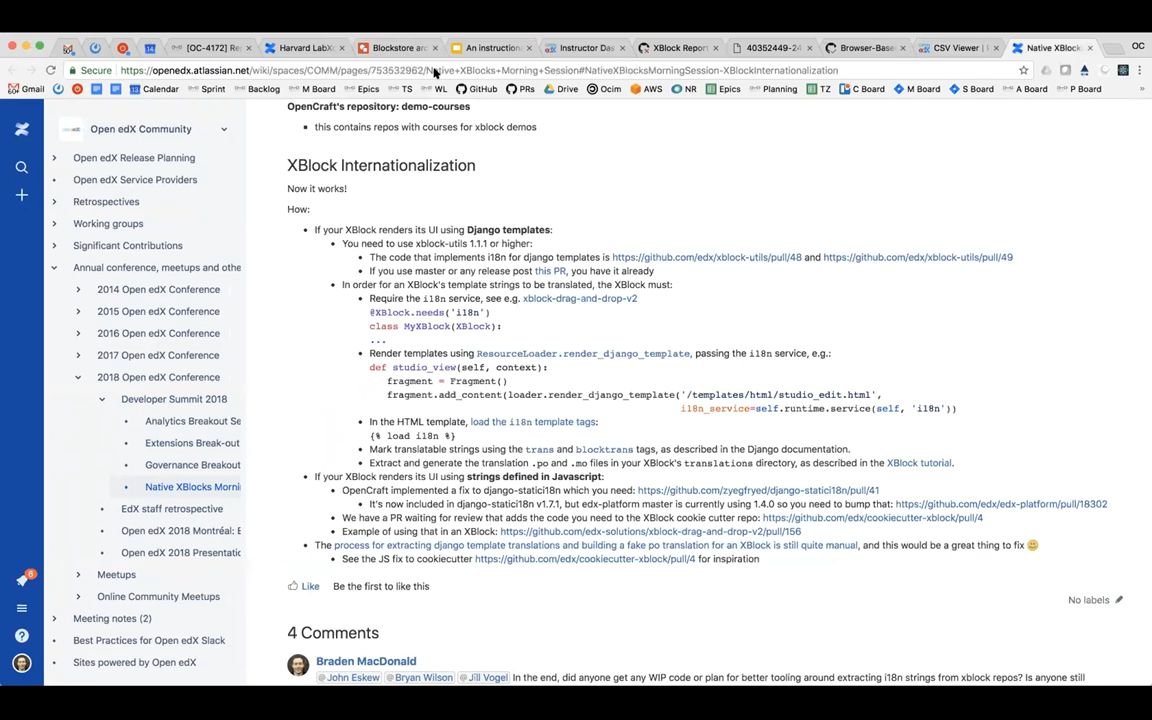 [OC-4172] Re:
Harvard LabX
Blockstore arc
An instruction
Instructor Das
XBlock Report
40352449-24
Browser-Base
CSV Viewer |
Native XBlocks
OC
Secure
https://openedx.atlassian.net/wiki/spaces/COMM/pages/753532962/Native+XBlocks+Morning+Session#NativeXBlocksMorningSession-XBlockInternationalization
Gmail
Calendar
Sprint
Backlog
M Board
Epics
TS
WL
GitHub
PRs
Drive
Ocim
AWS
NR
Epics
Planning
TZ
C Board
M Board
S Board
A Board
P Board
Open edX Community
Open edX Release Planning
Open edX Service Providers
Retrospectives
Working groups
Significant Contributions
Annual conference, meetups and othe
2014 Open edX Conference
2015 Open edX Conference
2016 Open edX Conference
2017 Open edX Conference
2018 Open edX Conference
Developer Summit 2018
Analytics Breakout Se
Extensions Break-out
Governance Breakout
Native XBlocks Morni
EdX staff retrospective
Open edX 2018 Montréal: E
Open edX 2018 Presentatio
Meetups
Online Community Meetups
Meeting notes (2)
Best Practices for Open edX Slack
Sites powered by Open edX
6
OpenCraft's repository: demo-courses
this contains repos with courses for xblock demos
XBlock Internationalization
Now it works!
How:
If your XBlock renders its UI using Django templates:
You need to use xblock-utils 1.1.1 or higher:
The code that implements i18n for django templates is https://github.com/edx/xblock-utils/pull/48 and https://github.com/edx/xblock-utils/pull/49
If you use master or any release post this PR, you have it already
In order for an XBlock's template strings to be translated, the XBlock must:
Require the i18n service, see e.g. xblock-drag-and-drop-v2
@XBlock.needs('i18n')
class MyXBlock(XBlock):
...
Render templates using ResourceLoader.render_django_template, passing the i18n service, e.g.:
def studio_view(self, context):
fragment = Fragment()
fragment.add_content(loader.render_django_template('/templates/html/studio_edit.html',
i18n_service=self.runtime.service(self, 'i18n'))
In the HTML template, load the i18n template tags:
{% load i18n %}
Mark translatable strings using the trans and blocktrans tags, as described in the Django documentation.
Extract and generate the translation .po and .mo files in your XBlock's translations directory, as described in the XBlock tutorial.
If your XBlock renders its UI using strings defined in Javascript:
OpenCraft implemented a fix to django-statici18n which you need: https://github.com/zyegfryed/django-statici18n/pull/41
It's now included in django-statici18n v1.7.1, but edx-platform master is currently using 1.4.0 so you need to bump that: https://github.com/edx/edx-platform/pull/18302
We have a PR waiting for review that adds the code you need to the XBlock cookie cutter repo: https://github.com/edx/cookiecutter-xblock/pull/4
Example of using that in an XBlock: https://github.com/edx-solutions/xblock-drag-and-drop-v2/pull/156
The process for extracting django template translations and building a fake po translation for an XBlock is still quite manual, and this would be a great thing to fix
See the JS fix to cookiecutter https://github.com/edx/cookiecutter-xblock/pull/4 for inspiration
Like
Be the first to like this
No labels
4 Comments
Braden MacDonald
@John Eskew @Bryan Wilson @Jill Vogel In the end, did anyone get any WIP code or plan for better tooling around extracting i18n strings from xblock repos? Is anyone still